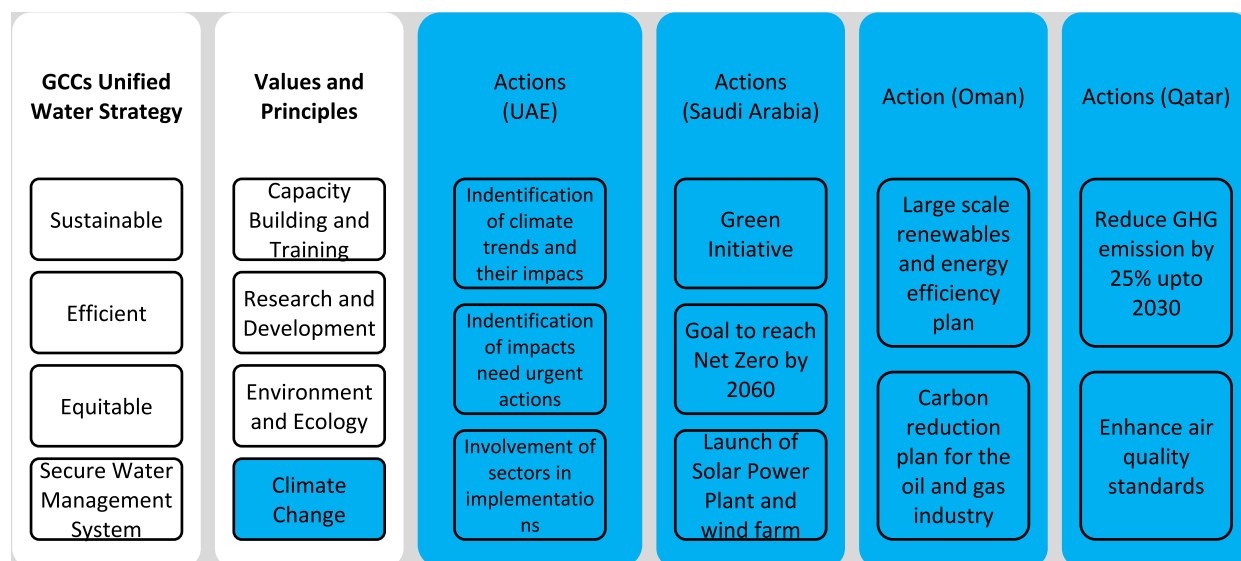 GCCs Unified
Water Strategy
Sustainable
Efficient
Equitable
Secure Water
Management
System
Values and
Principles
Capacity
Building and
Training
Research and
Development
Environment
and Ecology
Climate
Change
Actions
(UAE)
Indentification
of climate
trends and
their impacs
Indentification
of impacts
need urgent
actions
Involvement of
sectors in
implementatio
ns
Actions
(Saudi Arabia)
Green
Initiative
Goal to reach
Net Zero by
2060
Launch of
Solar Power
Plant and
wind farm
Action (Oman)
Large scale
renewables
and energy
efficiency
plan
Carbon
reduction
plan for the
oil and gas
industry
Actions (Qatar)
Reduce GHG
emission by
25% upto
2030
Enhance air
quality
standards